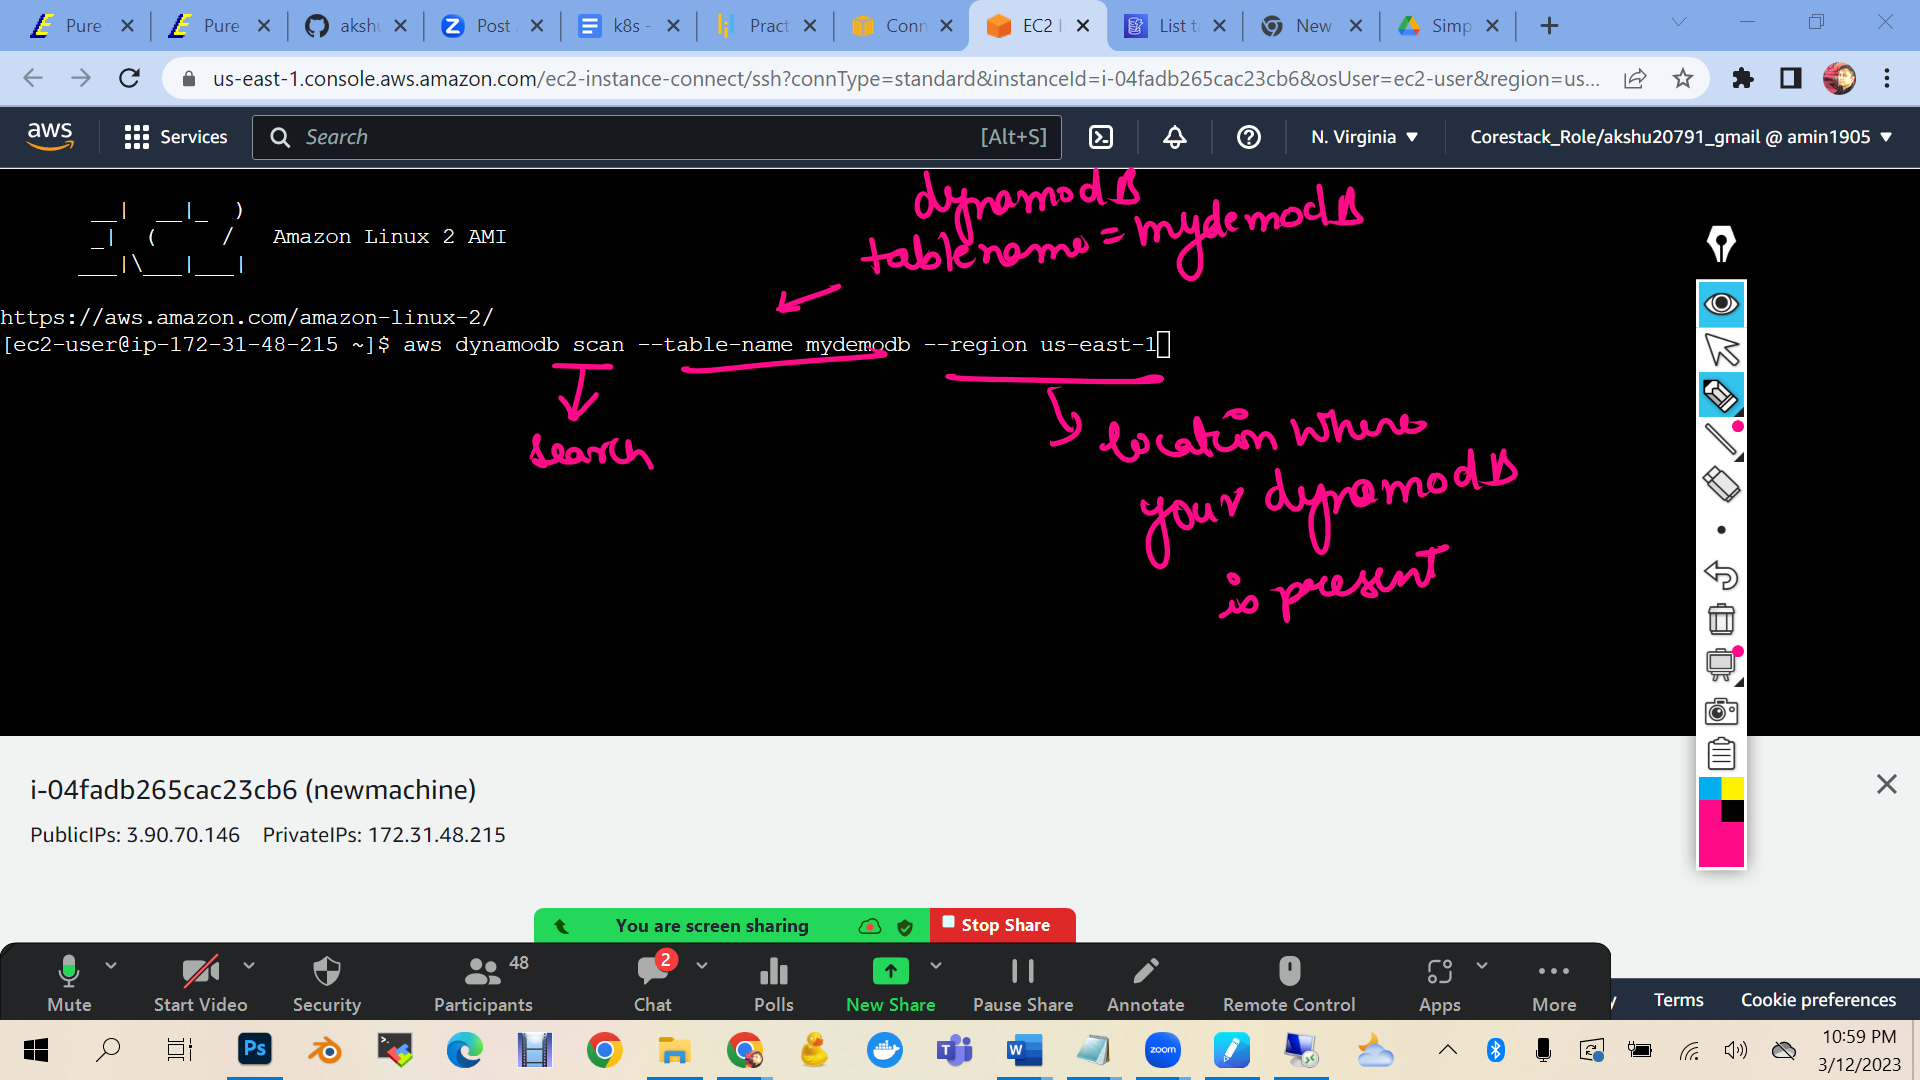 Pure
Pure
akshu
Post
k8s -
Pract
Conn
EC2 I
List ta
New
Simp
us-east-1.console.aws.amazon.com/ec2-instance-connect/ssh?connType=standard&instanceId=i-04fadb265cac23cb6&osUser=ec2-user&region=us...
aws
Services
Search
[Alt+S]
N. Virginia
Corestack_Role/akshu20791_gmail @ amin1905
dynamodB
tablename = mydemodB
Amazon Linux 2 AMI
https://aws.amazon.com/amazon-linux-2/
[ec2-user@ip-172-31-48-215 ~]$ aws dynamodb scan --table-name mydemodb --region us-east-1
search
location where
your dynamodB
is present
i-04fadb265cac23cb6 (newmachine)
PublicIPs: 3.90.70.146 PrivateIPs: 172.31.48.215
You are screen sharing
Stop Share
Mute
Start Video
Security
Participants
48
Chat
2
Polls
New Share
Pause Share
Annotate
Remote Control
Apps
More
y
Terms
Cookie preferences
Ps
W
zoom
10:59 PM
3/12/2023